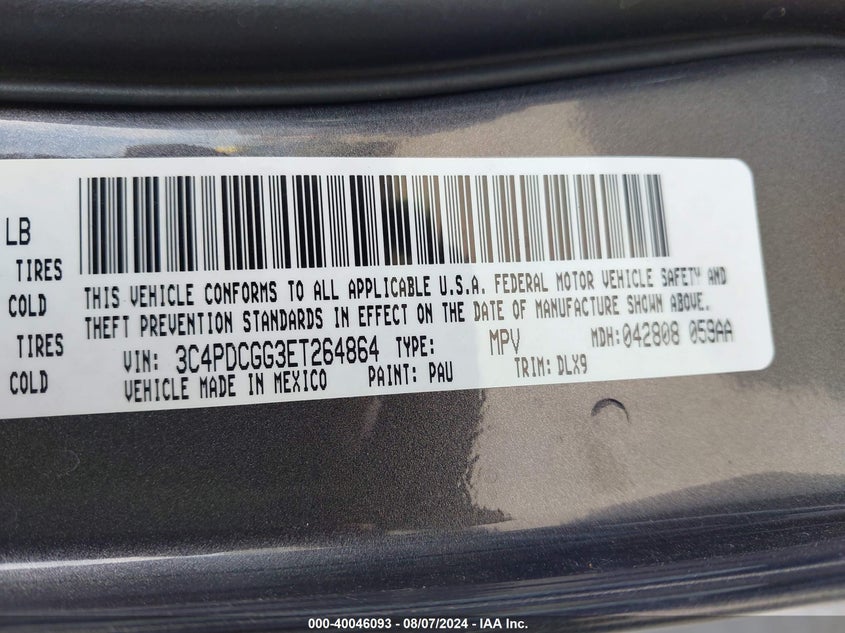 LB
TIRES
COLD
TIRES
COLD
THIS VEHICLE CONFORMS TO ALL APPLICABLE U.S.A. FEDERAL MOTOR VEHICLE SAFETY AND
THEFT PREVENTION STANDARDS IN EFFECT ON THE DATE OF MANUFACTURE SHOWN ABOVE.
VIN: 3C4PDCGG3ET264864 TYPE: MPV MDH: 042808 059AA
VEHICLE MADE IN MEXICO PAINT: PAU TRIM: DLX9
000-40046093 — 08/07/2024 — IAA Inc.